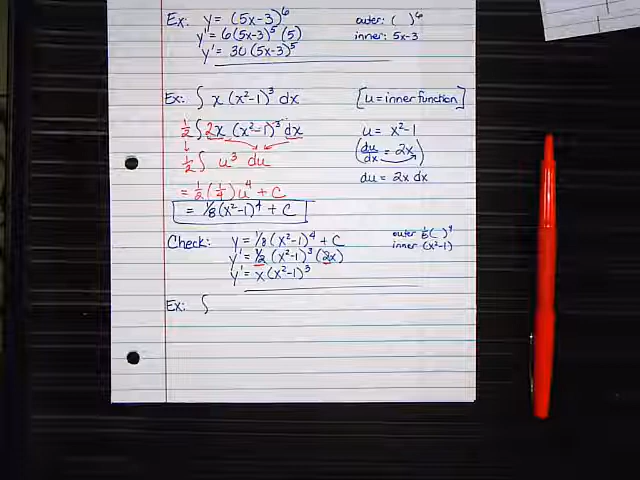 Ex: y = (5x-3)^6 outer: ( )^6
y' = 6(5x-3)^5 (5) inner: 5x-3
y' = 30(5x-3)^5
Ex: ∫ x (x²-1)³ dx [u = inner function]
½ ∫ 2x (x²-1)³ dx u = x²-1
(du/dx = 2x)
½ ∫ u³ du du = 2x dx
= ½ (¼) u⁴ + C
= 1/8 (x²-1)⁴ + C
Check: y = 1/8 (x²-1)⁴ + C outer ( )⁴
y' = 1/2 (x²-1)³ (2x) inner (x²-1)
y' = x (x²-1)³
Ex: ∫